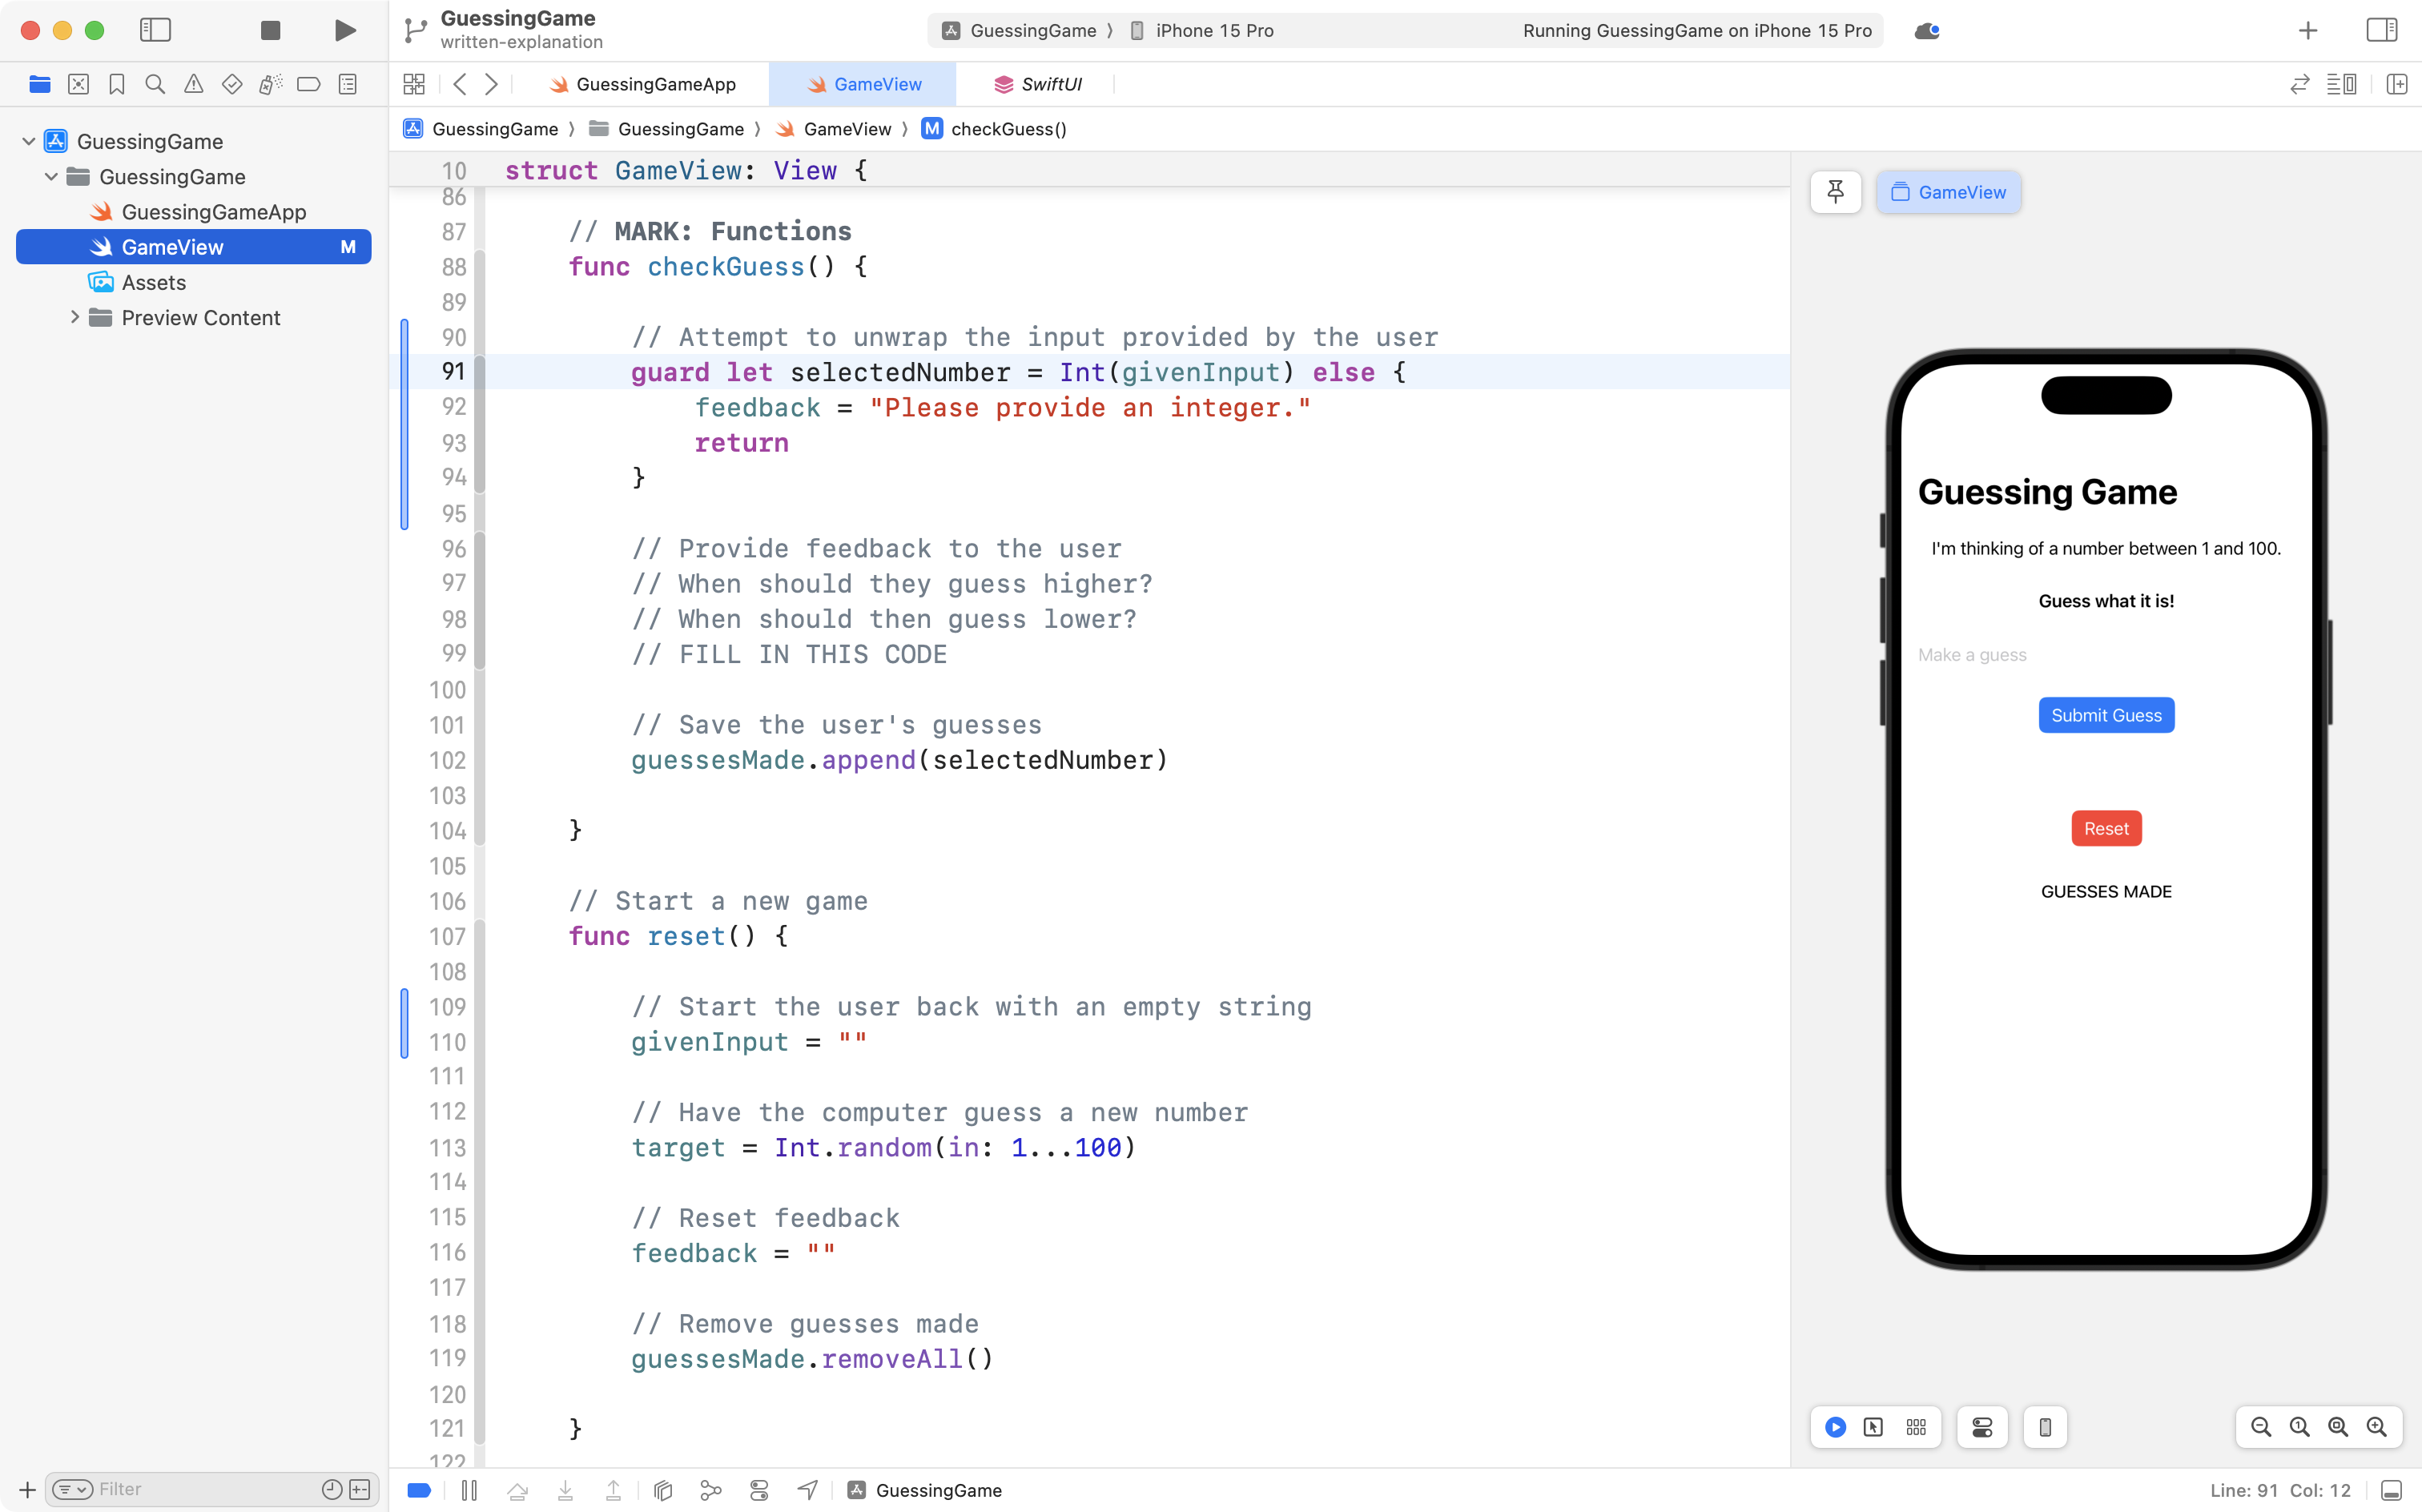 GuessingGame
written-explanation
GuessingGame 〉 iPhone 15 Pro
Running GuessingGame on iPhone 15 Pro
GuessingGameApp
GameView
SwiftUI
GuessingGame 〉 GuessingGame 〉 GameView 〉 M checkGuess()
GuessingGame
GuessingGame
GuessingGameApp
GameView M
Assets
Preview Content
Filter
10 struct GameView: View {
86
87 // MARK: Functions
88 func checkGuess() {
89
90 // Attempt to unwrap the input provided by the user
91 guard let selectedNumber = Int(givenInput) else {
92 feedback = "Please provide an integer."
93 return
94 }
95
96 // Provide feedback to the user
97 // When should they guess higher?
98 // When should then guess lower?
99 // FILL IN THIS CODE
100
101 // Save the user's guesses
102 guessesMade.append(selectedNumber)
103
104 }
105
106 // Start a new game
107 func reset() {
108
109 // Start the user back with an empty string
110 givenInput = ""
111
112 // Have the computer guess a new number
113 target = Int.random(in: 1...100)
114
115 // Reset feedback
116 feedback = ""
117
118 // Remove guesses made
119 guessesMade.removeAll()
120
121 }
122
GameView
Guessing Game
I'm thinking of a number between 1 and 100.
Guess what it is!
Make a guess
Submit Guess
Reset
GUESSES MADE
GuessingGame
Line: 91 Col: 12